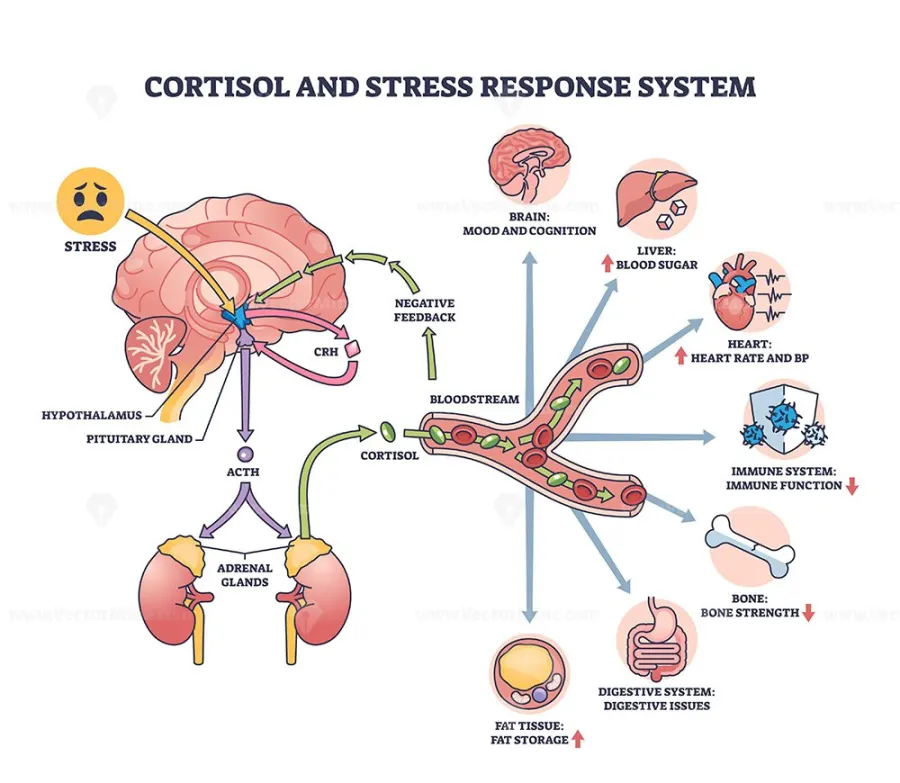 CORTISOL AND STRESS RESPONSE SYSTEM
STRESS
HYPOTHALAMUS
PITUITARY GLAND
CRH
NEGATIVE
FEEDBACK
ACTH
ADRENAL
GLANDS
CORTISOL
BLOODSTREAM
BRAIN:
MOOD AND COGNITION
LIVER:
BLOOD SUGAR
HEART:
HEART RATE AND BP
IMMUNE SYSTEM:
IMMUNE FUNCTION
BONE:
BONE STRENGTH
DIGESTIVE SYSTEM:
DIGESTIVE ISSUES
FAT TISSUE:
FAT STORAGE